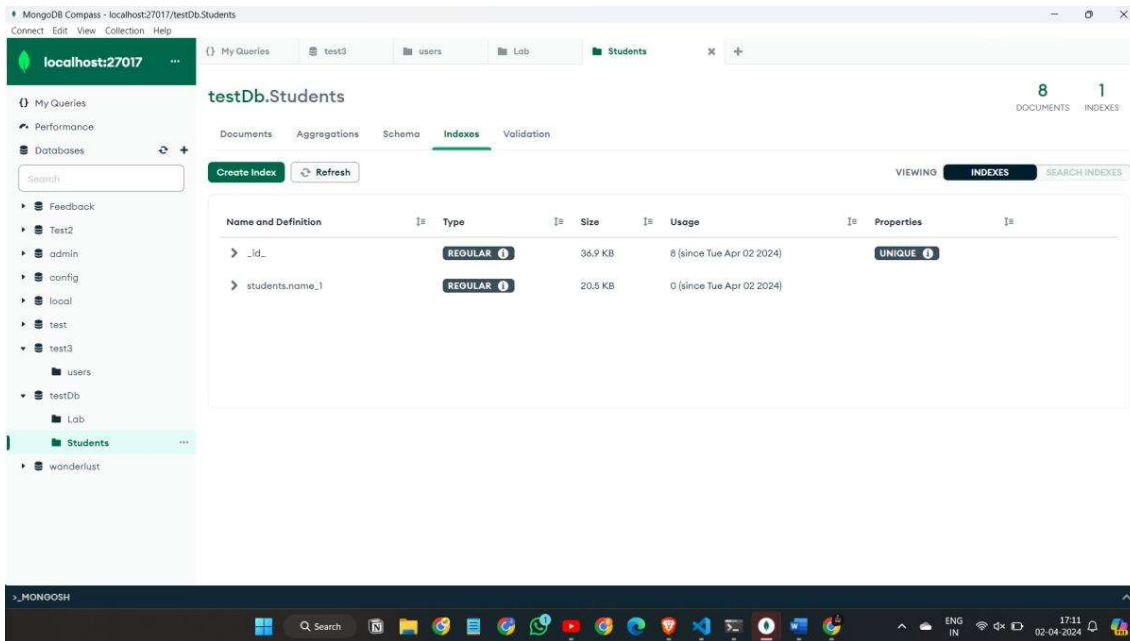 MongoDB Compass - localhost:27017/testDb.Students
Connect Edit View Collection Help
localhost:27017 ...
{} My Queries
test3
users
Lab
Students
My Queries
Performance
Databases
Search
Feedback
Test2
admin
config
local
test
test3
users
testDb
Lab
Students ...
wanderlust
testDb.Students
8
DOCUMENTS
1
INDEXES
Documents Aggregations Schema Indexes Validation
Create Index Refresh
VIEWING INDEXES SEARCH INDEXES
Name and Definition Type Size Usage Properties
_id_ REGULAR 36.9 KB 8 (since Tue Apr 02 2024) UNIQUE
students.name_1 REGULAR 20.5 KB 0 (since Tue Apr 02 2024)
>_MONGOSH
Search
ENG
IN
17:11
02-04-2024